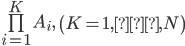 ∏_{i=1}^{K} A_i, (K=1,…,N)